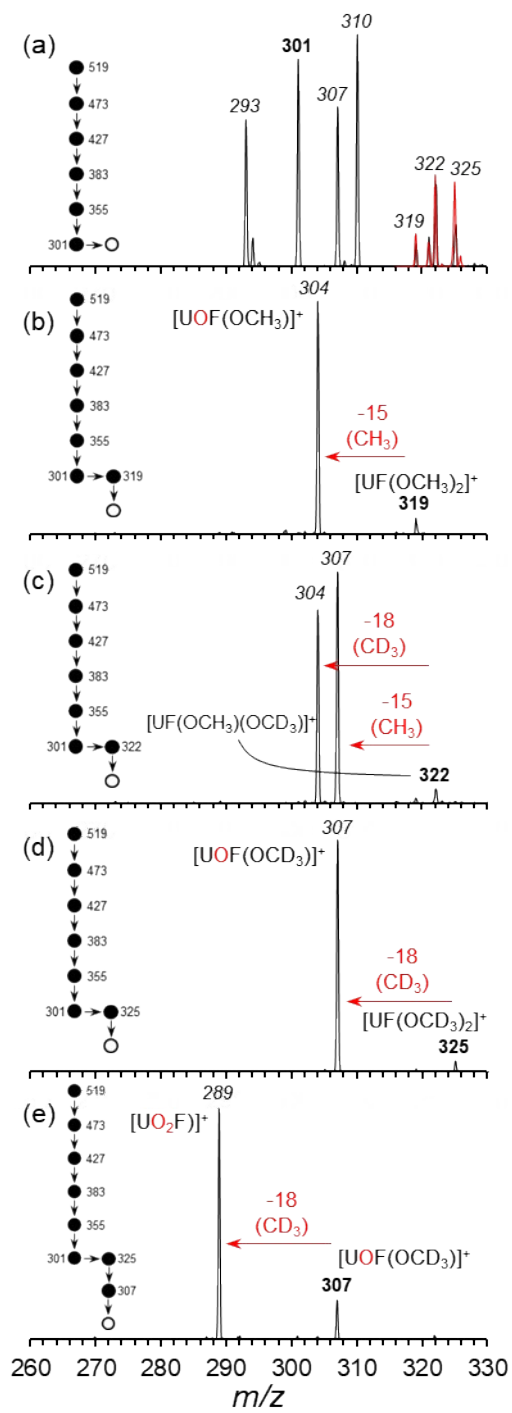 (a)
519
473
427
383
355
301
293
301
307
310
319
322
325
(b)
519
473
427
383
355
301
319
304
[UOF(OCH₃)]⁺
-15
(CH₃)
[UF(OCH₃)₂]⁺
319
(c)
519
473
427
383
355
301
322
304
307
-18
(CD₃)
-15
(CH₃)
[UF(OCH₃)(OCD₃)]⁺
322
(d)
519
473
427
383
355
301
325
307
[UOF(OCD₃)]⁺
-18
(CD₃)
[UF(OCD₃)₂]⁺
325
(e)
519
473
427
383
355
301
325
307
289
[UO₂F)]⁺
-18
(CD₃)
[UOF(OCD₃)]⁺
307
260 270 280 290 300 310 320 330
m/z